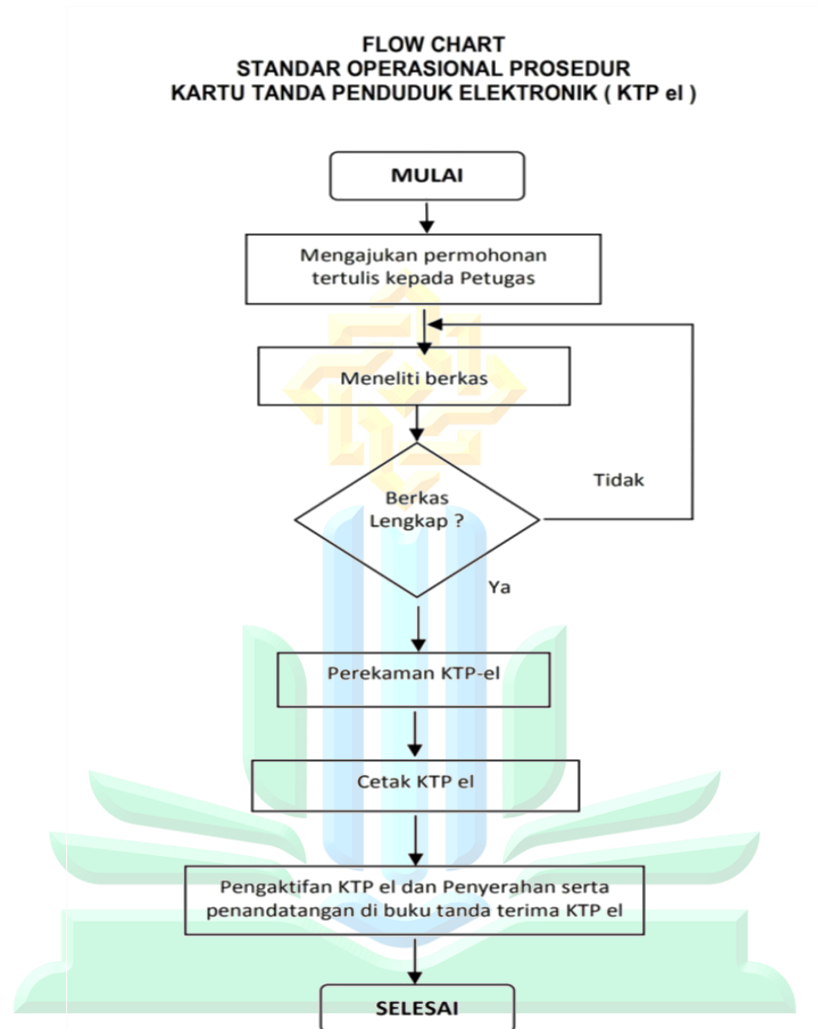 FLOW CHART
STANDAR OPERASIONAL PROSEDUR
KARTU TANDA PENDUDUK ELEKTRONIK ( KTP el )
MULAI
Mengajukan permohonan
tertulis kepada Petugas
Meneliti berkas
Berkas
Lengkap ?
Tidak
Ya
Perekaman KTP-el
Cetak KTP el
Pengaktifan KTP el dan Penyerahan serta
penandatangan di buku tanda terima KTP el
SELESAI